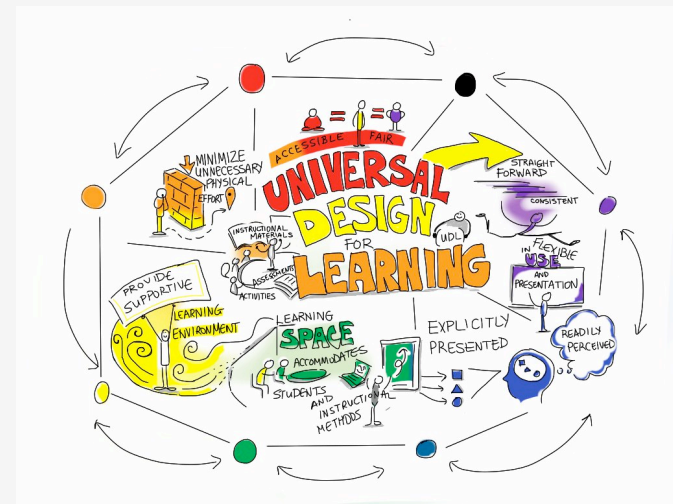 ACCESSIBLE FAIR
UNIVERSAL
DESIGN
FOR
LEARNING
UDL
STRAIGHT
FORWARD
CONSISTENT
FLEXIBLE
IN USE
AND
PRESENTATION
READILY
PERCEIVED
EXPLICITLY
PRESENTED
LEARNING
SPACE
ACCOMMODATES
STUDENTS
AND
INSTRUCTIONAL
METHODS
PROVIDE
SUPPORTIVE
LEARNING
ENVIRONMENT
MINIMIZE
UNNECESSARY
PHYSICAL
EFFORT
INSTRUCTIONAL
MATERIALS
ASSESSMENTS
ACTIVITIES